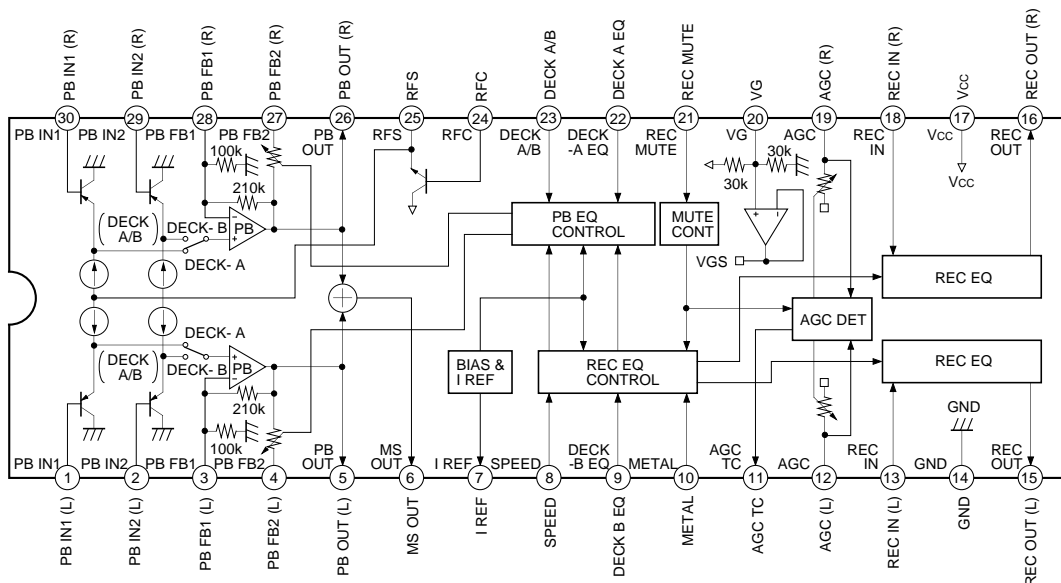 PB IN1 (R)
PB IN2 (R)
PB FB1 (R)
PB FB2 (R)
PB OUT (R)
RFS
RFC
DECK A/B
DECK A EQ
REC MUTE
VG
AGC (R)
REC IN (R)
VCC
REC OUT (R)
30
29
28
27
26
25
24
23
22
21
20
19
18
17
16
PB IN1
PB IN2
PB FB1
PB FB2
PB
OUT
RFS
RFC
DECK
A/B
DECK
-A EQ
REC
MUTE
VG
AGC
REC
IN
VCC
REC
OUT
100k
210k
30k
30k
VCC
DECK
A/B
DECK- B
DECK- A
PB
PB EQ
CONTROL
MUTE
CONT
VGS
REC EQ
AGC DET
DECK- A
DECK
A/B
DECK- B
PB
BIAS &
I REF
REC EQ
CONTROL
REC EQ
210k
100k
GND
PB IN1
PB IN2
PB FB1
PB FB2
PB
OUT
MS
OUT
I REF
SPEED
DECK
-B EQ
METAL
AGC
TC
AGC
REC
IN
GND
REC
OUT
1
2
3
4
5
6
7
8
9
10
11
12
13
14
15
PB IN1 (L)
PB IN2 (L)
PB FB1 (L)
PB FB2 (L)
PB OUT (L)
MS OUT
I REF
SPEED
DECK B EQ
METAL
AGC TC
AGC (L)
REC IN (L)
GND
REC OUT (L)